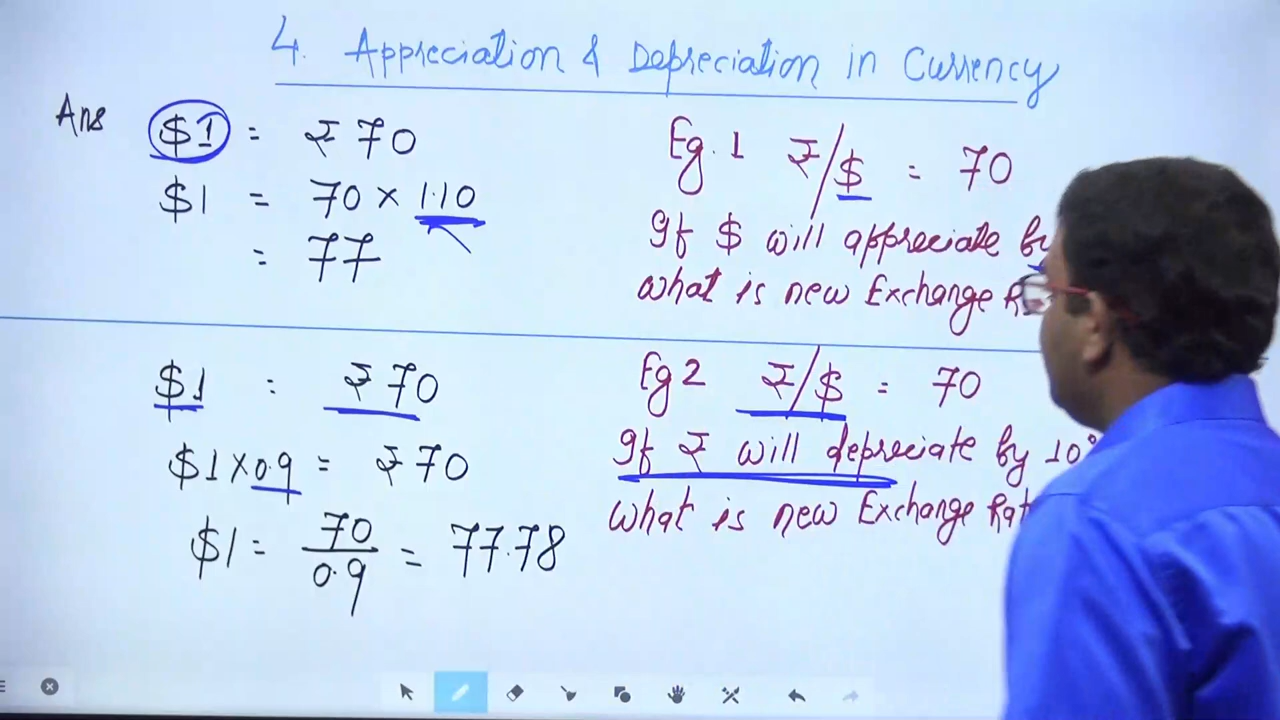 4. Appreciation & Depreciation in Currency
Ans $1 = ₹ 70
$1 = 70 × 1.10
= 77
Eg. 1 ₹/$ = 70
If $ will appreciate by
What is new Exchange
$1 : ₹ 70
$1 × 0.9 = ₹ 70
$1 = 70/0.9 = 77.78
Eg 2 ₹/$ = 70
If ₹ will depreciate by 10%
What is new Exchange